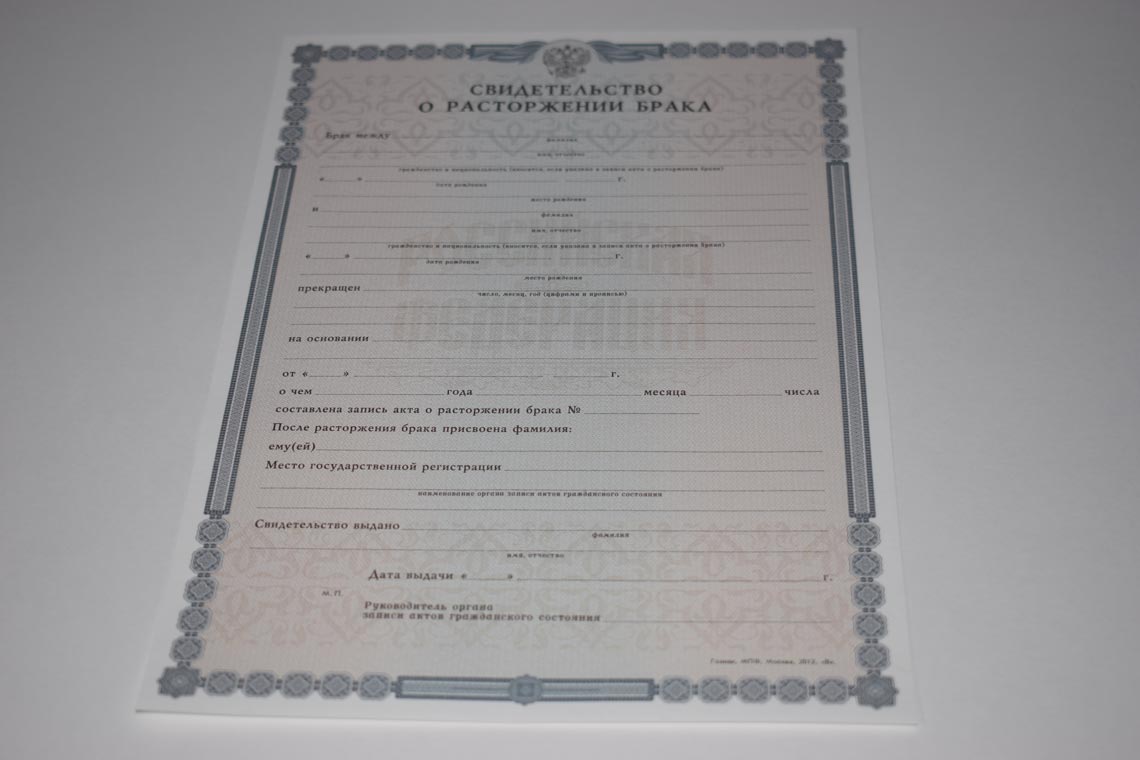 СВИДЕТЕЛЬСТВО
О РАСТОРЖЕНИИ БРАКА
Брак между
фамилия
имя, отчество
гражданство и национальность (вносится, если указано в записи акта о расторжении брака)
« » г.
дата рождения
место рождения
и
фамилия
имя, отчество
гражданство и национальность (вносится, если указано в записи акта о расторжении брака)
« » г.
дата рождения
место рождения
прекращен
число, месяц, год (цифрами и прописью)
на основании
от « » г.
о чем года месяца числа
составлена запись акта о расторжении брака №
После расторжения брака присвоена фамилия:
ему(ей)
Место государственной регистрации
наименование органа записи актов гражданского состояния
Свидетельство выдано
фамилия
имя, отчество
Дата выдачи « » г.
М.П.
Руководитель органа
записи актов гражданского состояния
Гознак, МПФ, Москва, 2012, «В».